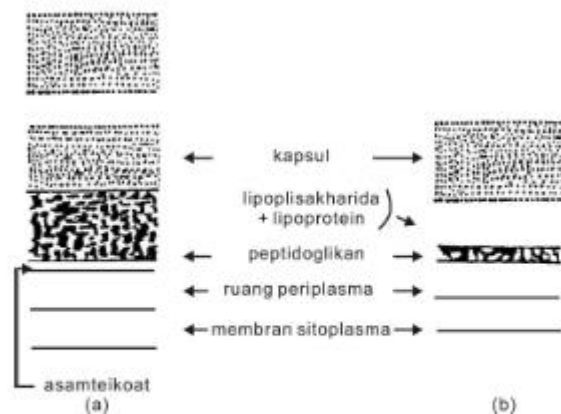 kapsul
lipoplisakharida
+ lipoprotein
peptidoglikan
ruang periplasma
membran sitoplasma
asamteikoat
(a)
(b)